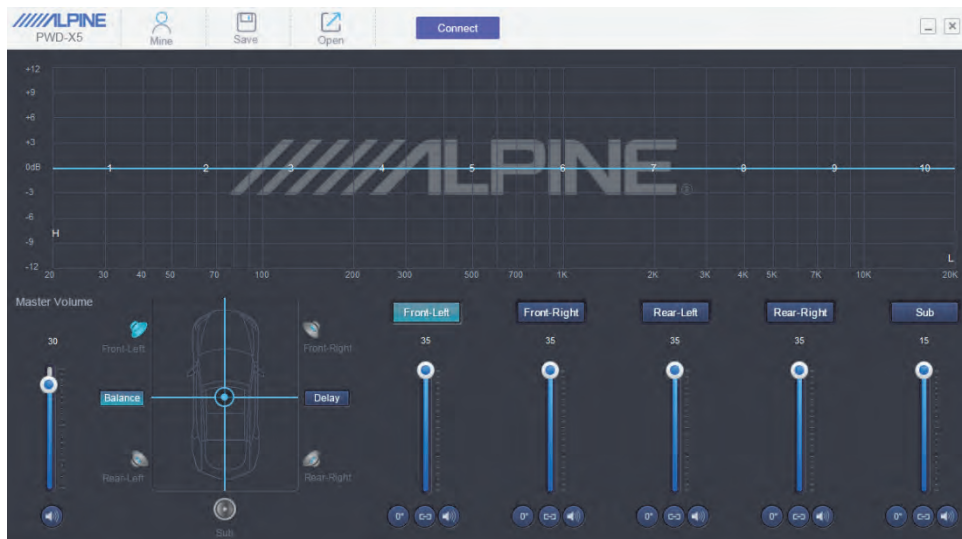 ALPINE
PWD-X5
Mine
Save
Open
Connect
+12
+9
+6
+3
0dB
-3
-6
-9
-12
1 2 3 4 5 6 7 8 9 10
ALPINE ®
H
L
20 30 40 50 70 100 200 300 500 700 1K 2K 3K 4K 5K 7K 10K 20K
Master Volume
30
Front-Left
Front-Right
Balance
Delay
Rear-Left
Rear-Right
Sub
Front-Left Front-Right Rear-Left Rear-Right Sub
35 35 35 35 15
0° 0° 0° 0° 0°